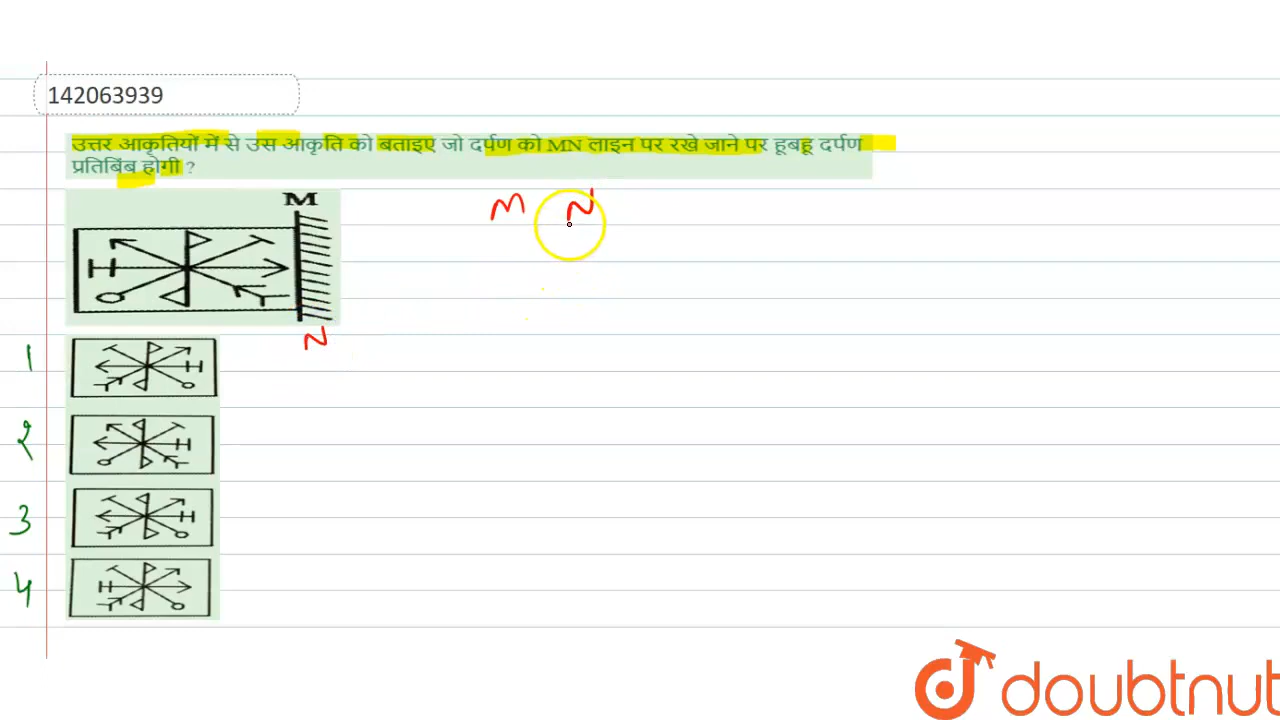 142063939
उत्तर आकृतियों में से उस आकृति को बताइए जो दर्पण को MN लाइन पर रखे जाने पर हूबहू दर्पण
प्रतिबिंब होगी ?
M
M N
N
1
2
3
4
doubtnut